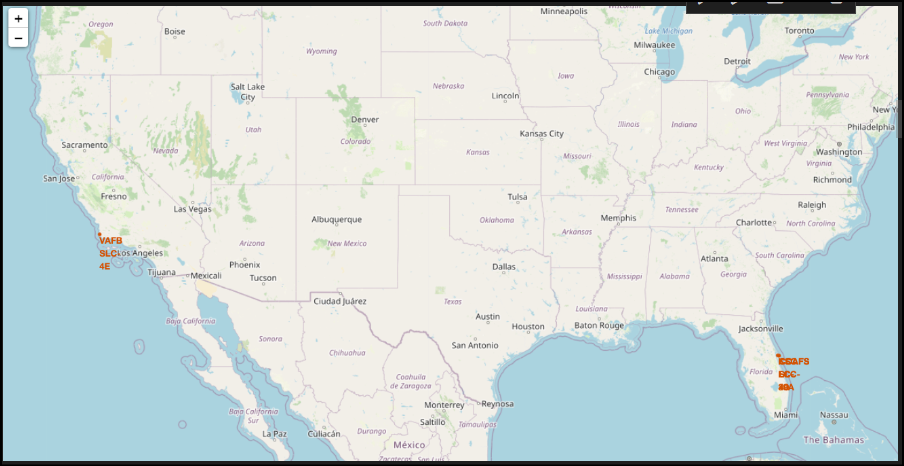 +
−
Minneapolis
Oregon
Boise
South Dakota
Toronto
Lake Michigan
Milwaukee
Wyoming
Detroit
New York
Chicago
Iowa
Salt Lake
City
Nebraska
Lincoln
Pennsylvania
New Y
Denver
Ohio
Illinois
Indiana
Utah
Kansas City
Philadelphia
Sacramento
Colorado
West Virginia
Nevada
Kansas
Missouri
Washington
Virginia
San Jose
California
Kentucky
Richmond
Fresno
Tulsa
Las Vegas
Raleigh
Tennessee
Albuquerque
Memphis
Charlotte
North Carolina
Oklahoma
Arkansas
VAFB
SLC-
4E
Los Angeles
Arizona
New Mexico
Atlanta
South Carolina
Phoenix
Dallas
Tijuana
Mexicali
Tucson
Mississippi
Alabama
Georgia
Ciudad Juárez
Texas
Louisiana
Austin
Baja California
Houston
Baton Rouge
Jacksonville
Sonora
San Antonio
Chihuahua
Florida
Coahuila
de Zaragoza
Monterrey
Reynosa
Baja California
Sur
Miami
Nassau
Saltillo
Tamaulipas
La Paz
Culiacán
Durango
The Bahamas
México
Zacatecas
San Luis